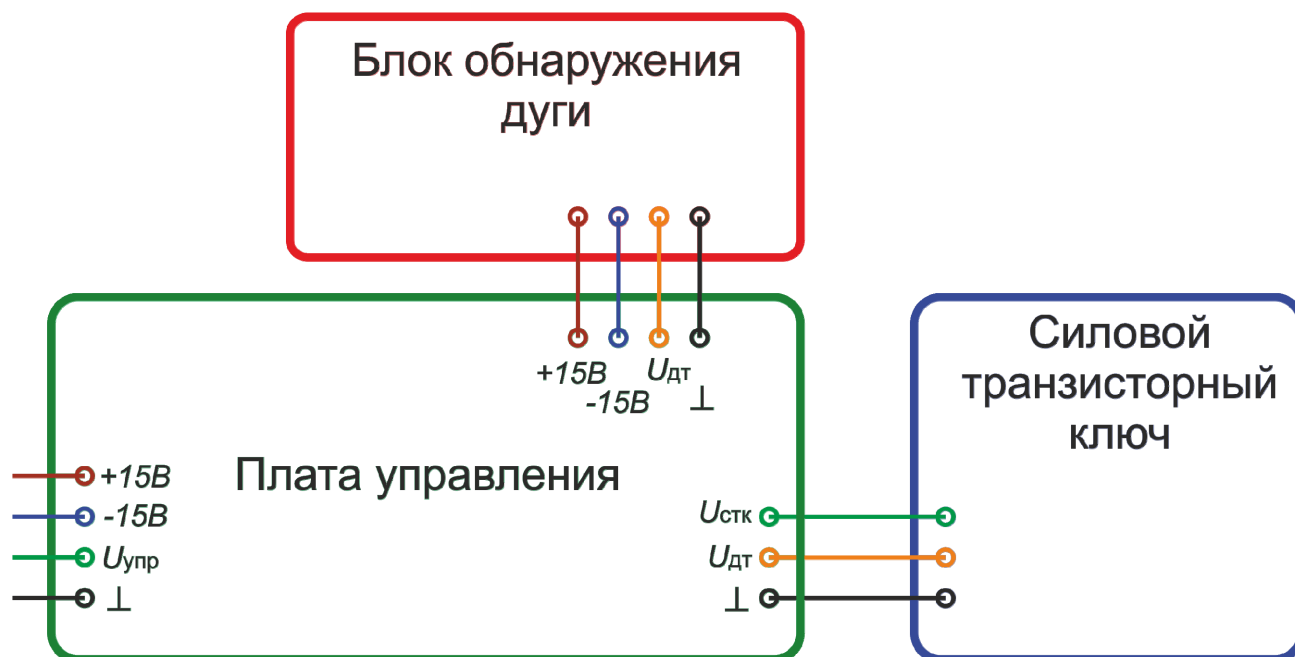 Блок обнаружения
дуги
+15В
-15В
Uдт
⊥
Силовой
транзисторный
ключ
Плата управления
+15В
-15В
Uупр
⊥
Uстк
Uдт
⊥